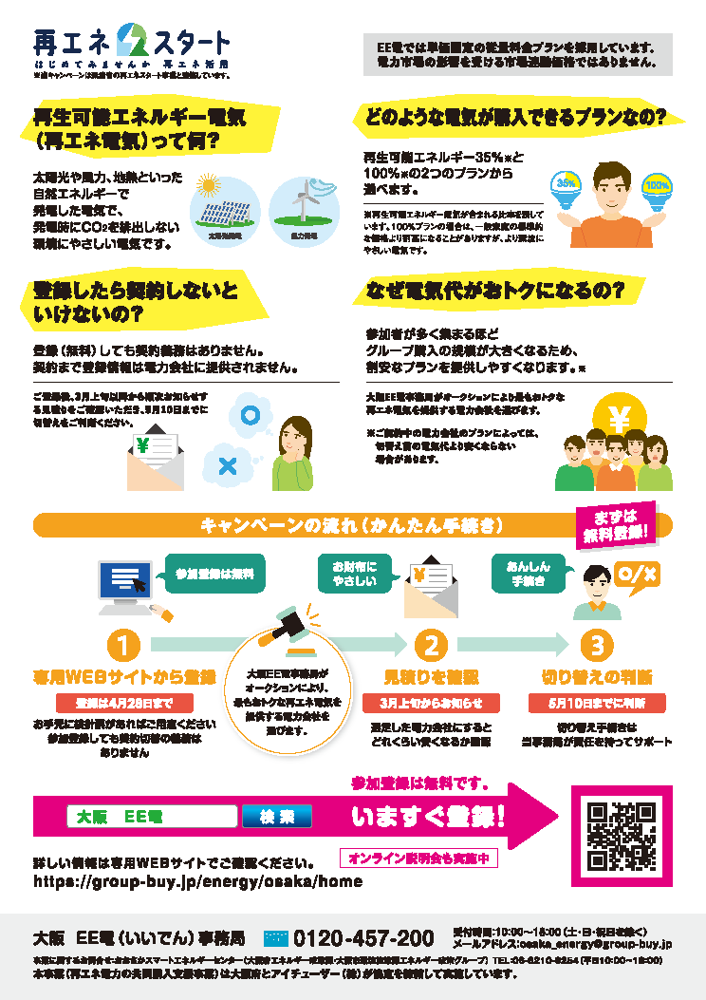 再エネスタート
はじめてみませんか 再エネ活用
※当キャンペーンは環境省の再エネスタート事業と連携しています。
EE電では単価固定の従量料金プランを採用しています。
電力市場の影響を受ける市場連動価格ではありません。
再生可能エネルギー電気
（再エネ電気）って何？
太陽光や風力、地熱といった
自然エネルギーで
発電した電気で、
発電時にCO2を排出しない
環境にやさしい電気です。
太陽光発電
風力発電
どのような電気が購入できるプランなの？
再生可能エネルギー35%※と
100%※の2つのプランから
選べます。
※再生可能エネルギー電気が含まれる比率を指して
います。100%プランの場合は、一般家庭の標準的
な価格より割高になることがありますが、より環境に
やさしい電気です。
35%
100%
登録したら契約しないと
いけないの？
登録（無料）しても契約義務はありません。
契約まで登録情報は電力会社に提供されません。
ご登録後、3月上旬以降から順次お知らせす
る見積りをご確認いただき、5月10日までに
切替えをご判断ください。
¥
なぜ電気代がおトクになるの？
参加者が多く集まるほど
グループ購入の規模が大きくなるため、
割安なプランを提供しやすくなります。※
大阪EE電事務局がオークションにより最もおトクな
再エネ電気を提供する電力会社を選びます。
※ご契約中の電力会社のプランによっては、
切替え前の電気代より安くならない
場合があります。
¥
キャンペーンの流れ（かんたん手続き）
まずは
無料登録！
参加登録は無料
お財布に
やさしい
¥
あんしん
手続き
O/×
1
2
3
専用WEBサイトから登録
登録は4月28日まで
お手元に検針票があればご用意ください
参加登録しても契約切替の義務は
ありません
大阪EE電事務局が
オークションにより、
最もおトクな再エネ電気を
提供する電力会社を
選びます。
見積りを確認
3月上旬からお知らせ
選定した電力会社にすると
どれくらい安くなるか確認
切り替えの判断
5月10日までに判断
切り替え手続きは
当事務局が責任を持ってサポート
参加登録は無料です。
大阪 EE電
検 索
いますぐ登録！
オンライン説明会も実施中
詳しい情報は専用WEBサイトでご確認ください。
https://group-buy.jp/energy/osaka/home
大阪 EE電（いいでん）事務局
0120-457-200
受付時間：10:00～18:00（土・日・祝日を除く）
メールアドレス：osaka_energy@group-buy.jp
本事業に関するお問合せ：おおさかスマートエネルギーセンター（大阪府エネルギー政策課・大阪市環境施策課エネルギー政策グループ） TEL：06-6210-9254（平日10:00～18:00）
本事業（再エネ電力の共同購入支援事業）は大阪府とアイチューザー（株）が協定を締結して実施しています。